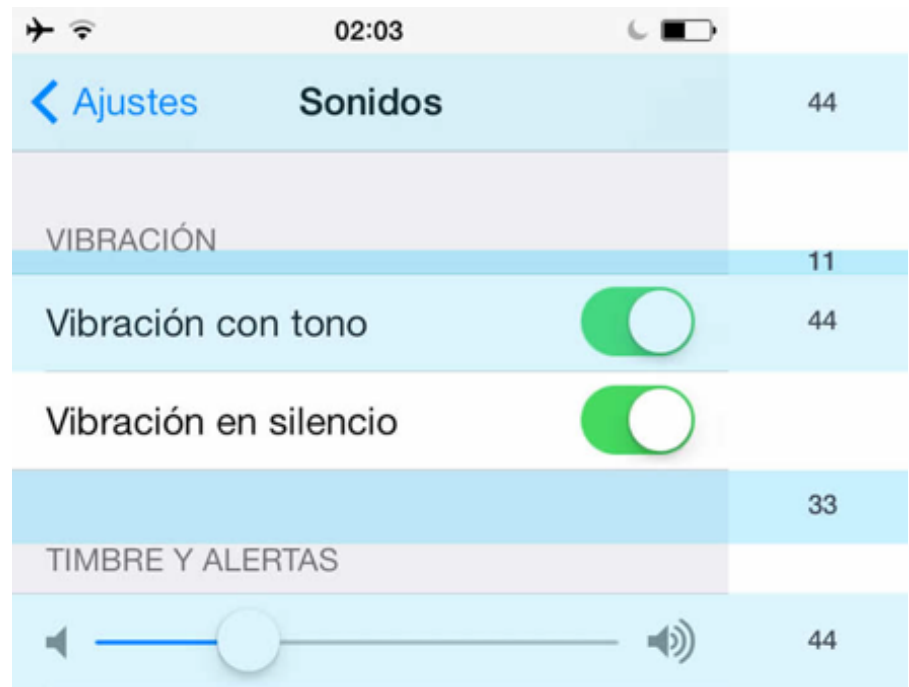 02:03
Ajustes Sonidos 44
VIBRACIÓN
11
Vibración con tono 44
Vibración en silencio
33
TIMBRE Y ALERTAS
44